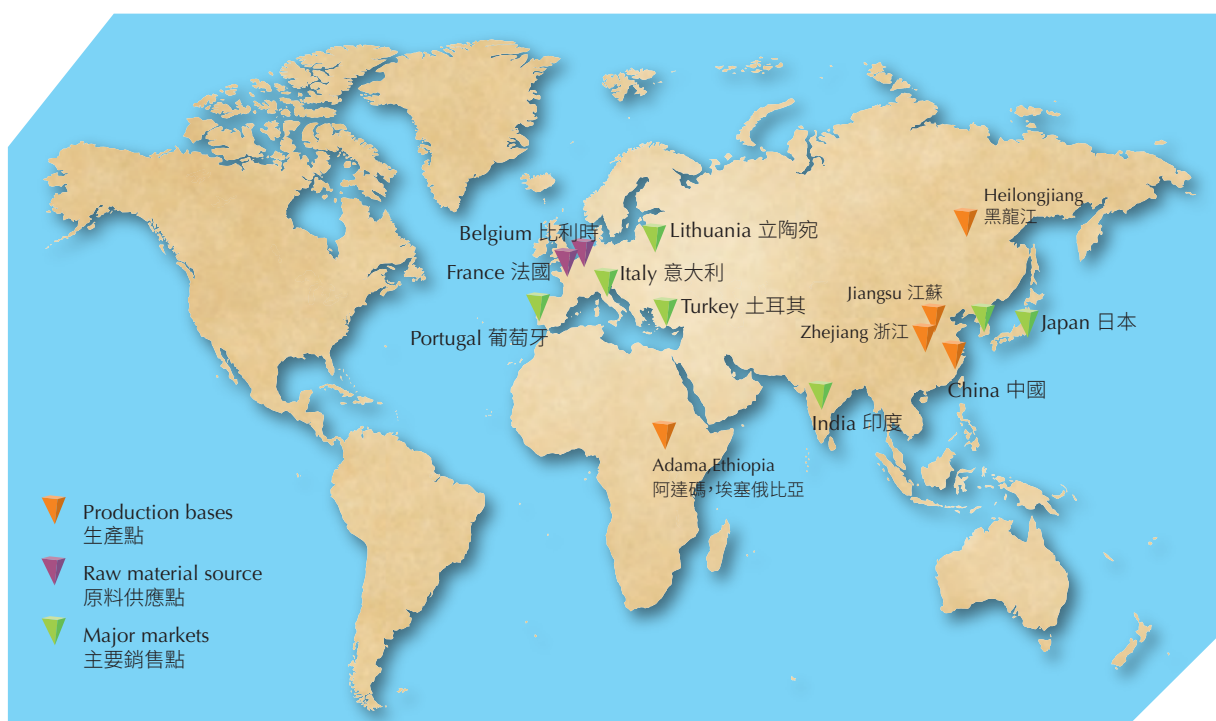 Heilongjiang
黑龍江
Belgium 比利時
Lithuania 立陶宛
France 法國
Italy 意大利
Jiangsu 江蘇
Turkey 土耳其
Portugal 葡萄牙
Zhejiang 浙江
Japan 日本
China 中國
India 印度
Adama,Ethiopia
阿達碼，埃塞俄比亞
Production bases
生產點
Raw material source
原料供應點
Major markets
主要銷售點